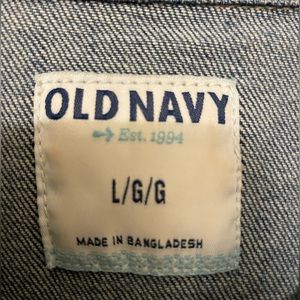 OLD NAVY
Est. 1994
L/G/G
MADE IN BANGLADESH